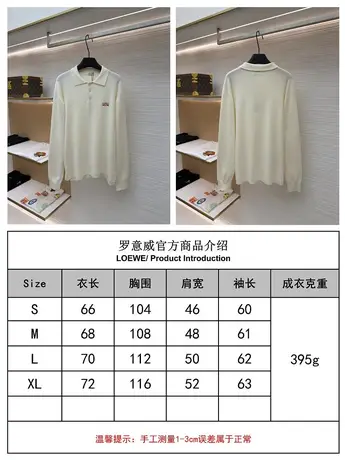 罗意威官方商品介绍
LOEWE/ Product Introduction
Size 衣长 胸围 肩宽 袖长 成衣克重
S 66 104 46 60
M 68 108 48 61
L 70 112 50 62
XL 72 116 52 63
395g
温馨提示：手工测量1-3cm误差属于正常